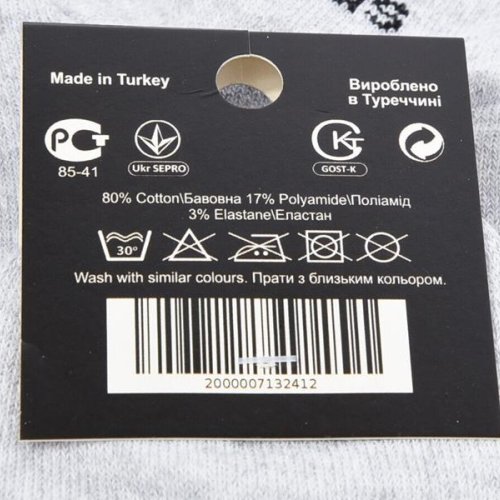 Made in Turkey
Вироблено
в Туреччині
РСТ
85-41
Ukr SEPRO
GKT
GOST-K
80% Cotton\Бавовна 17% Polyamide\Поліамід
3% Elastane\Еластан
30°
Wash with similar colours. Прати з близьким кольором.
2000007132412